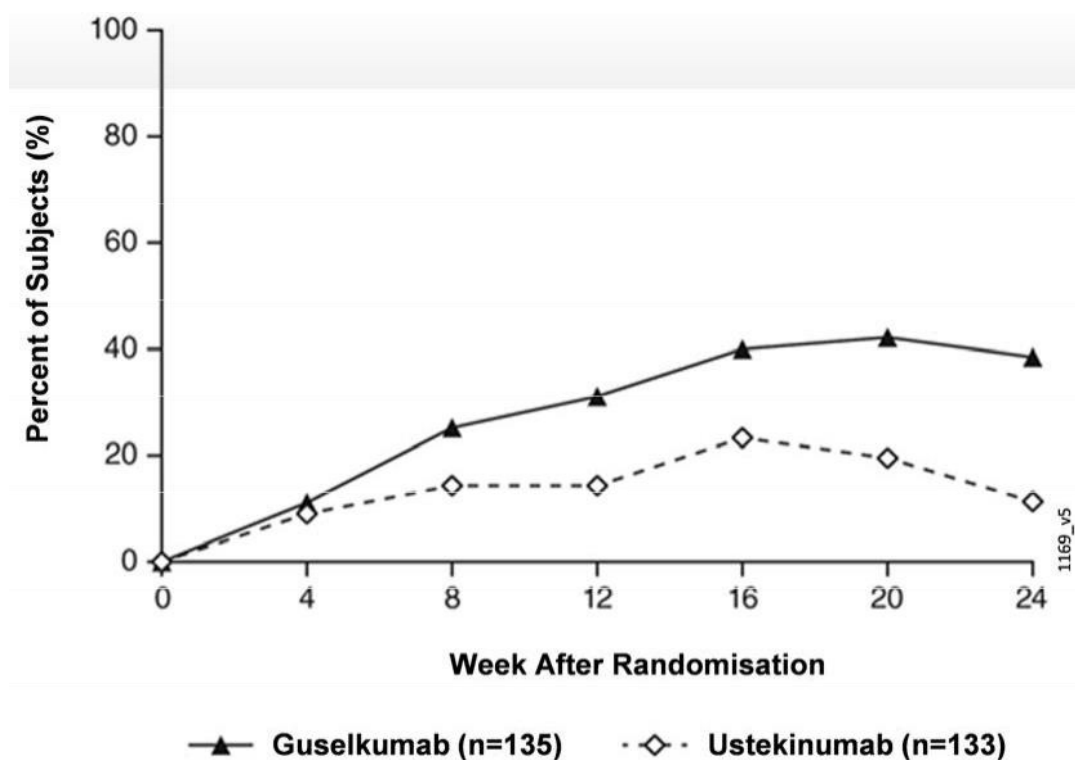 100
80
60
40
20
0
Percent of Subjects (%)
0 4 8 12 16 20 24
Week After Randomisation
1169_v5
Guselkumab (n=135) Ustekinumab (n=133)